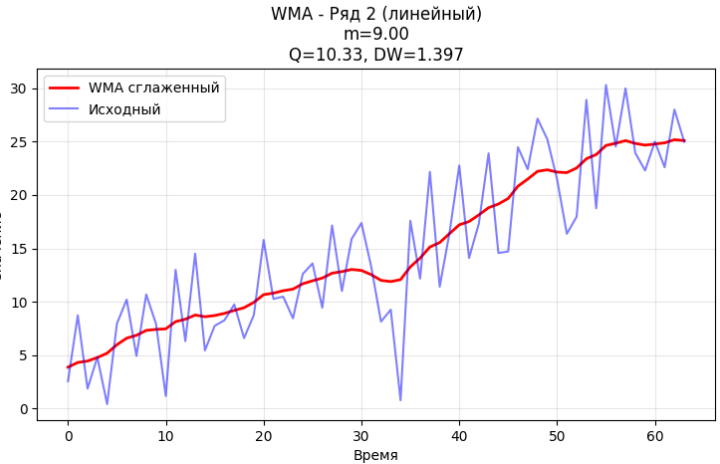 WMA - Ряд 2 (линейный)
m=9.00
Q=10.33, DW=1.397
WMA сглаженный
Исходный
30
25
20
15
10
5
0
0 10 20 30 40 50 60
Время